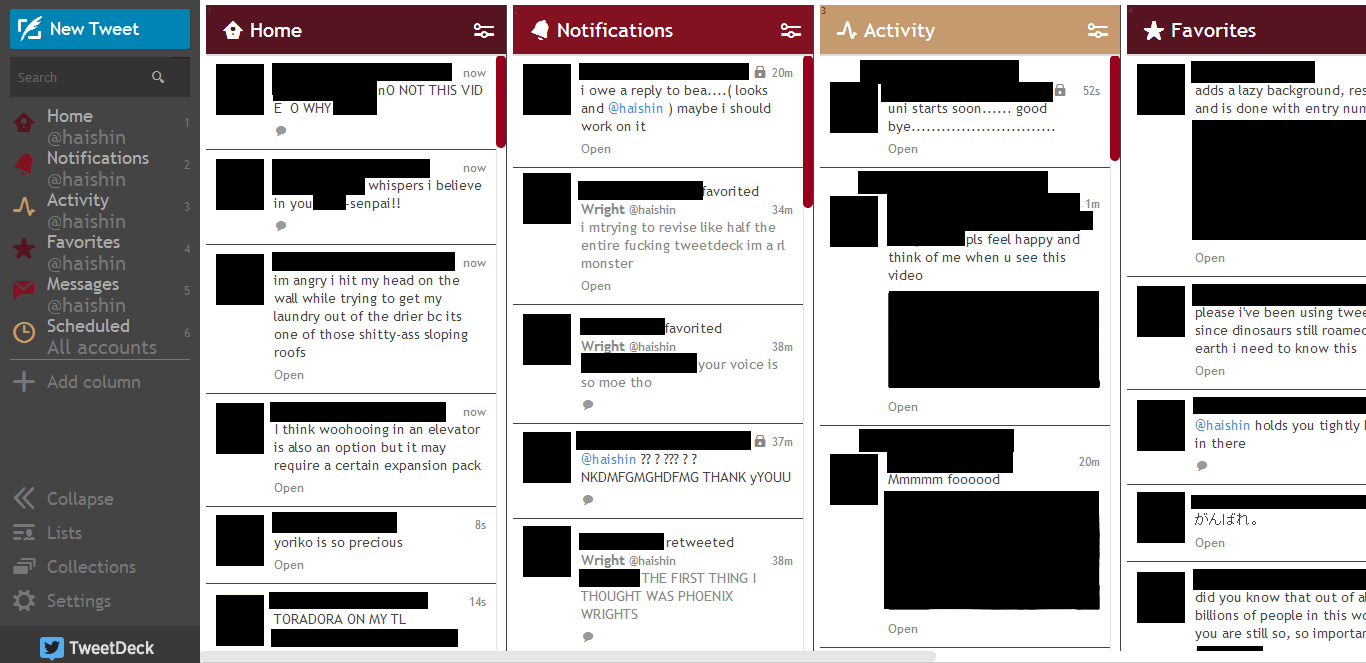 New Tweet
Search
Home 1
@haishin
Notifications 2
@haishin
Activity 3
@haishin
Favorites 4
@haishin
Messages 5
@haishin
Scheduled 6
All accounts
Add column
Collapse
Lists
Collections
Settings
TweetDeck
Home
now
nO NOT THIS VID
E O WHY
now
whispers i believe
in you -senpai!!
now
im angry i hit my head on the
wall while trying to get my
laundry out of the drier bc its
one of those shitty-ass sloping
roofs
Open
now
I think woohooing in an elevator
is also an option but it may
require a certain expansion pack
Open
8s
yoriko is so precious
Open
14s
TORADORA ON MY TL
Notifications
20m
i owe a reply to bea....( looks
and @haishin ) maybe i should
work on it
Open
favorited
Wright @haishin 34m
i mtrying to revise like half the
entire fucking tweetdeck im a rl
monster
Open
favorited
Wright @haishin 38m
your voice is
so moe tho
37m
@haishin ?? ? ??? ? ?
NKDMFGMGHDFMG THANK yYOUU
retweeted
Wright @haishin 38m
THE FIRST THING I
THOUGHT WAS PHOENIX
WRIGHTS
3
Activity
52s
uni starts soon...... good
bye.............................
Open
1m
pls feel happy and
think of me when u see this
video
Open
20m
Mmmmm foooood
Open
Favorites
adds a lazy background, res
and is done with entry num
Open
please i've been using twee
since dinosaurs still roamed
earth i need to know this
Open
@haishin holds you tightly
in there
がんばれ。
Open
did you know that out of al
billions of people in this wo
you are still so, so importan